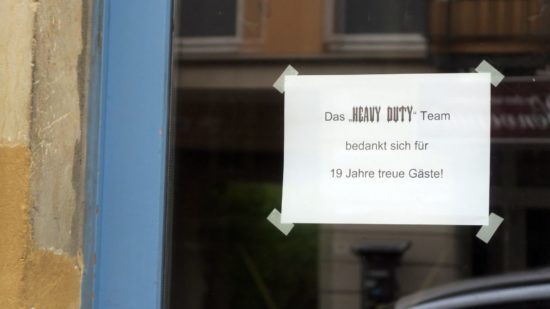 Das „HEAVY DUTY“ Team
bedankt sich für
19 Jahre treue Gäste!